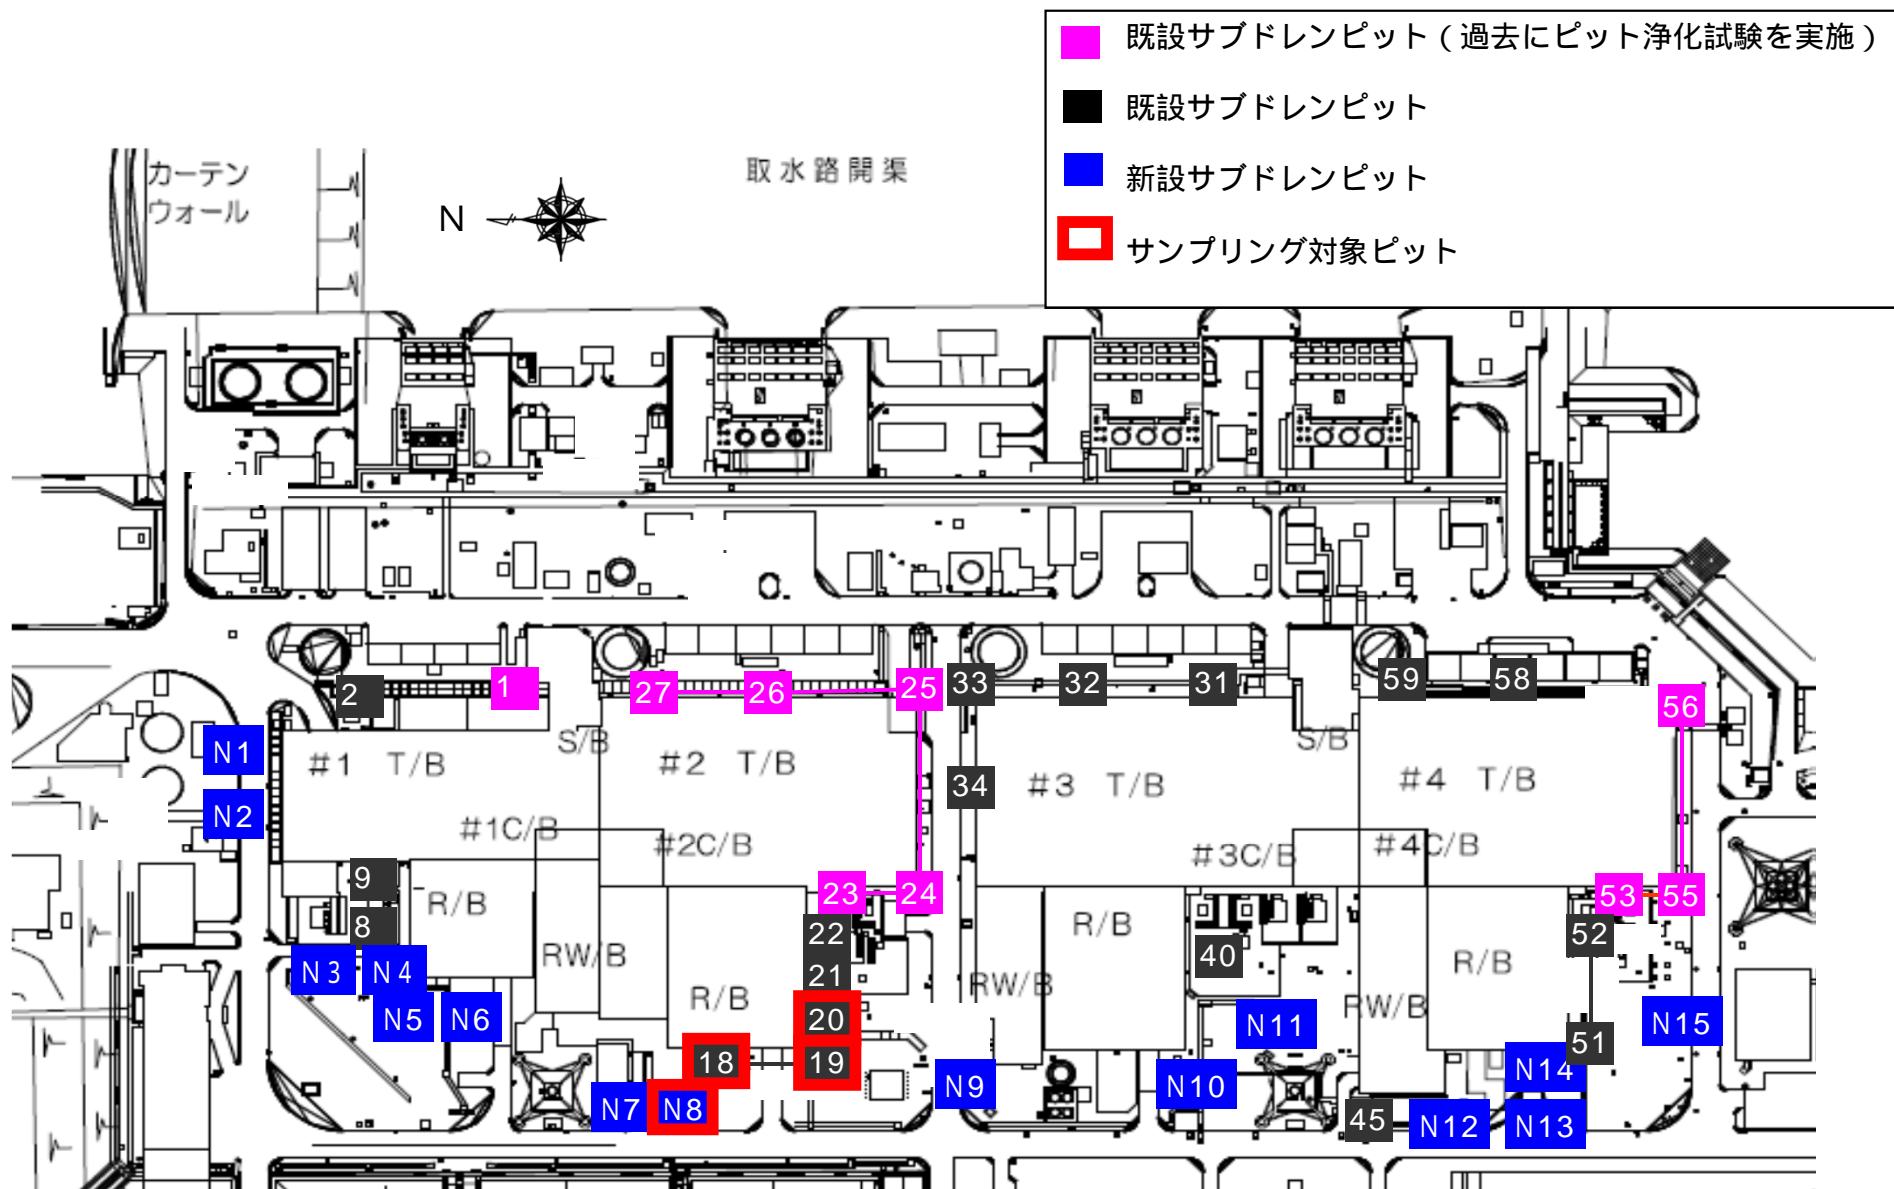 既設サブドレンピット（過去にピット浄化試験を実施）
既設サブドレンピット
新設サブドレンピット
サンプリング対象ピット
カーテン
ウォール
取水路開渠
N
2
1
27
26
25
33
32
31
59
58
56
N1
N2
#1 T/B
S/B
#2 T/B
34
#3 T/B
S/B
#4 T/B
#1C/B
#2C/B
#3C/B
#4C/B
9
8
R/B
23
24
22
21
20
19
18
R/B
RW/B
R/B
RW/B
40
R/B
RW/B
53
55
52
51
N3
N4
N5
N6
N7
N8
N9
N10
N11
45
N12
N13
N14
N15